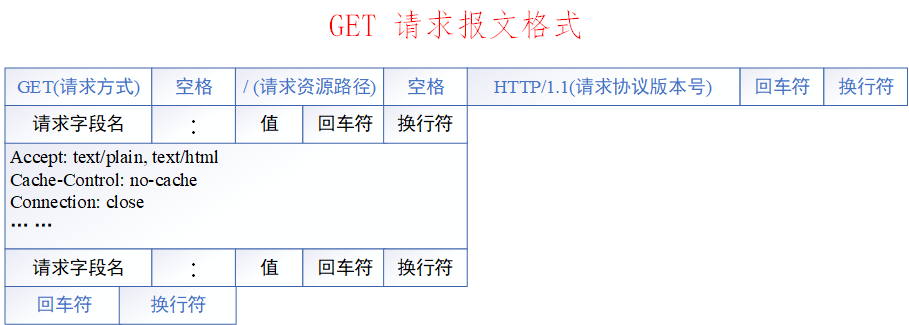 GET 请求报文格式
GET(请求方式) 空格 / (请求资源路径) 空格 HTTP/1.1(请求协议版本号) 回车符 换行符
请求字段名 : 值 回车符 换行符
Accept: text/plain, text/html
Cache-Control: no-cache
Connection: close
… …
请求字段名 : 值 回车符 换行符
回车符 换行符